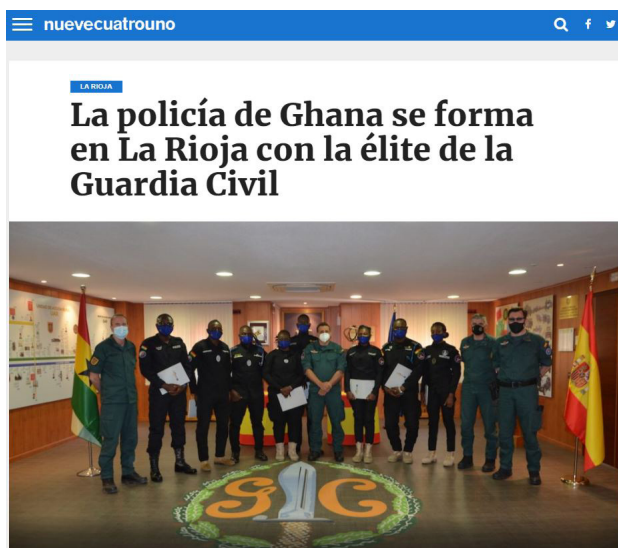 nuevecuatrouno
LA RIOJA
La policía de Ghana se forma
en La Rioja con la élite de la
Guardia Civil
G C